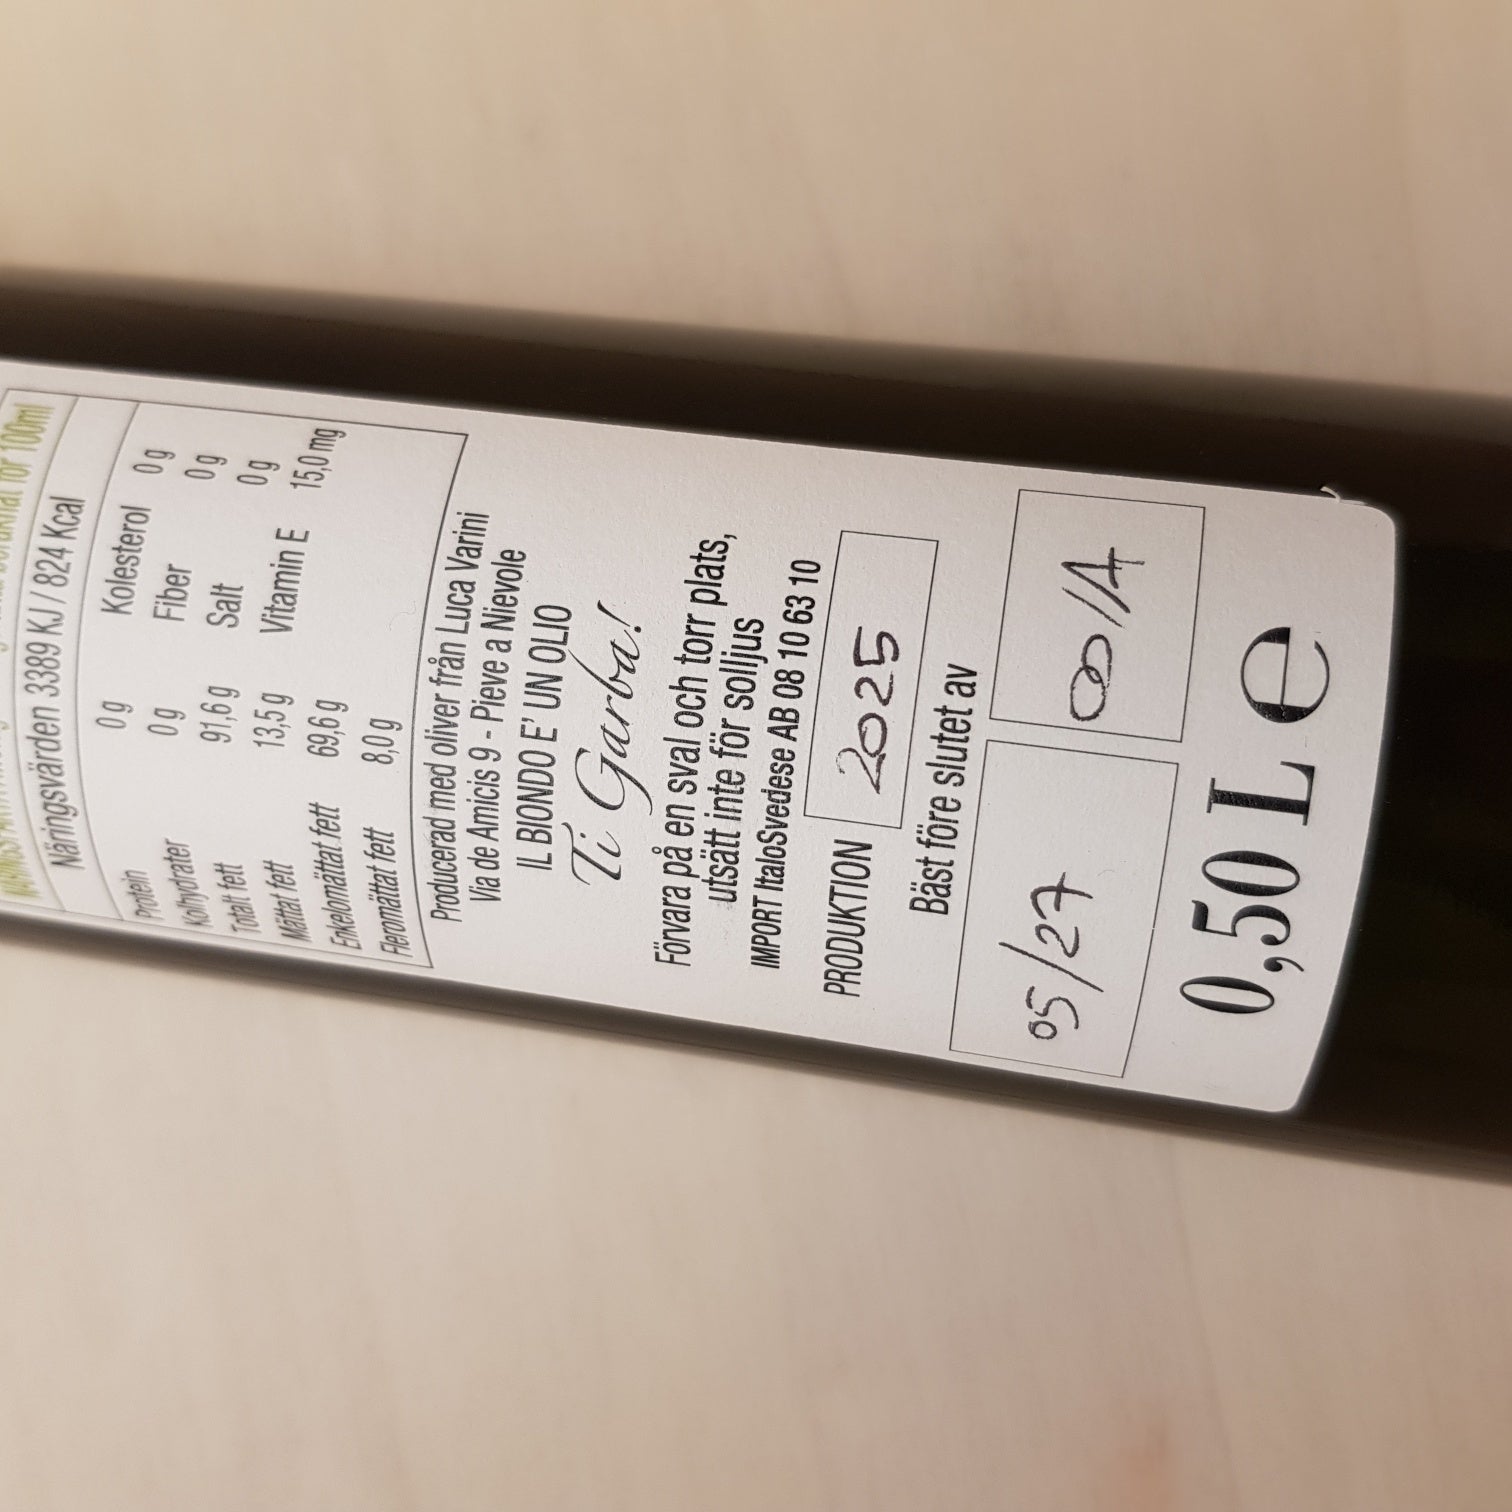 Näringsvärden 3389 KJ / 824 Kcal
Protein 0 g Kolesterol 0 g
Kolhydrater 0 g Fiber 0 g
Totalt fett 91,6 g Salt 0 g
Mättat fett 13,5 g Vitamin E 15,0 mg
Enkelomättat fett 69,6 g
Fleromättat fett 8,0 g
Producerad med oliver från Luca Varini
Via de Amicis 9 - Pieve a Nievole
IL BIONDO E' UN OLIO
Ti Garba!
Förvara på en sval och torr plats,
utsätt inte för solljus
IMPORT ItaloSvedese AB 08 10 63 10
PRODUKTION 2025
Bäst före slutet av
05/27
0,50 L e